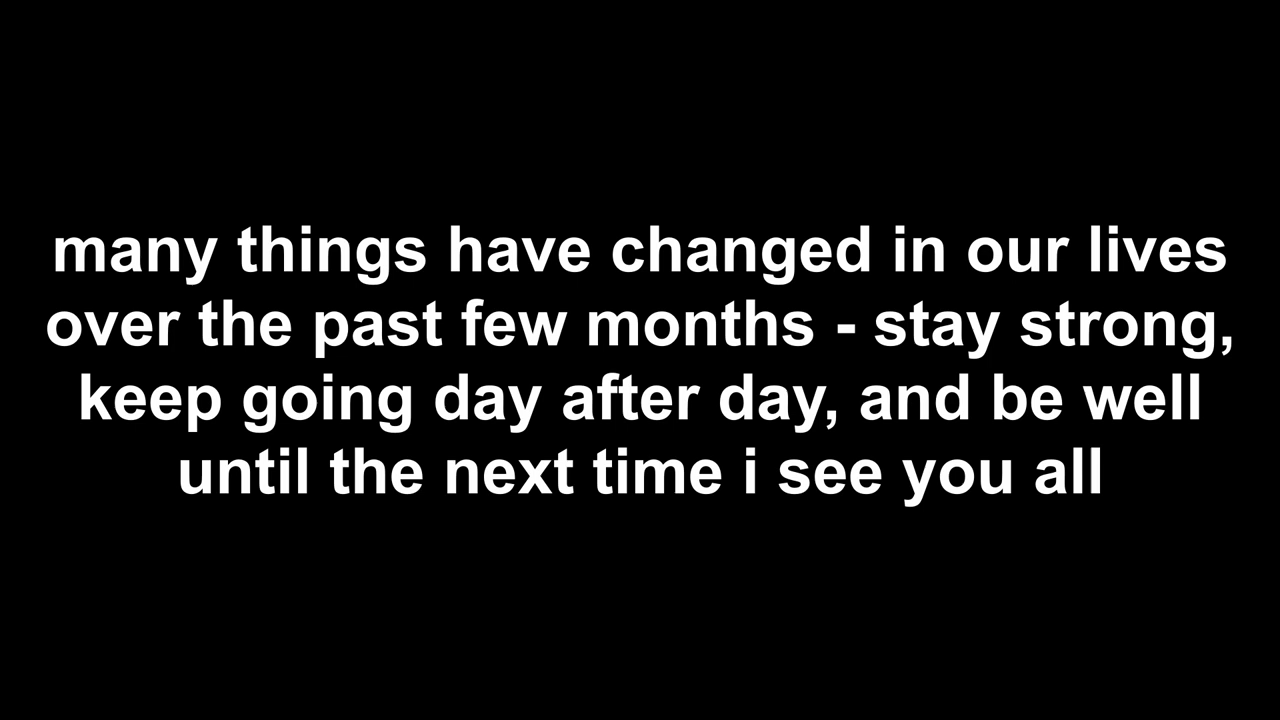 many things have changed in our lives
over the past few months - stay strong,
keep going day after day, and be well
until the next time i see you all